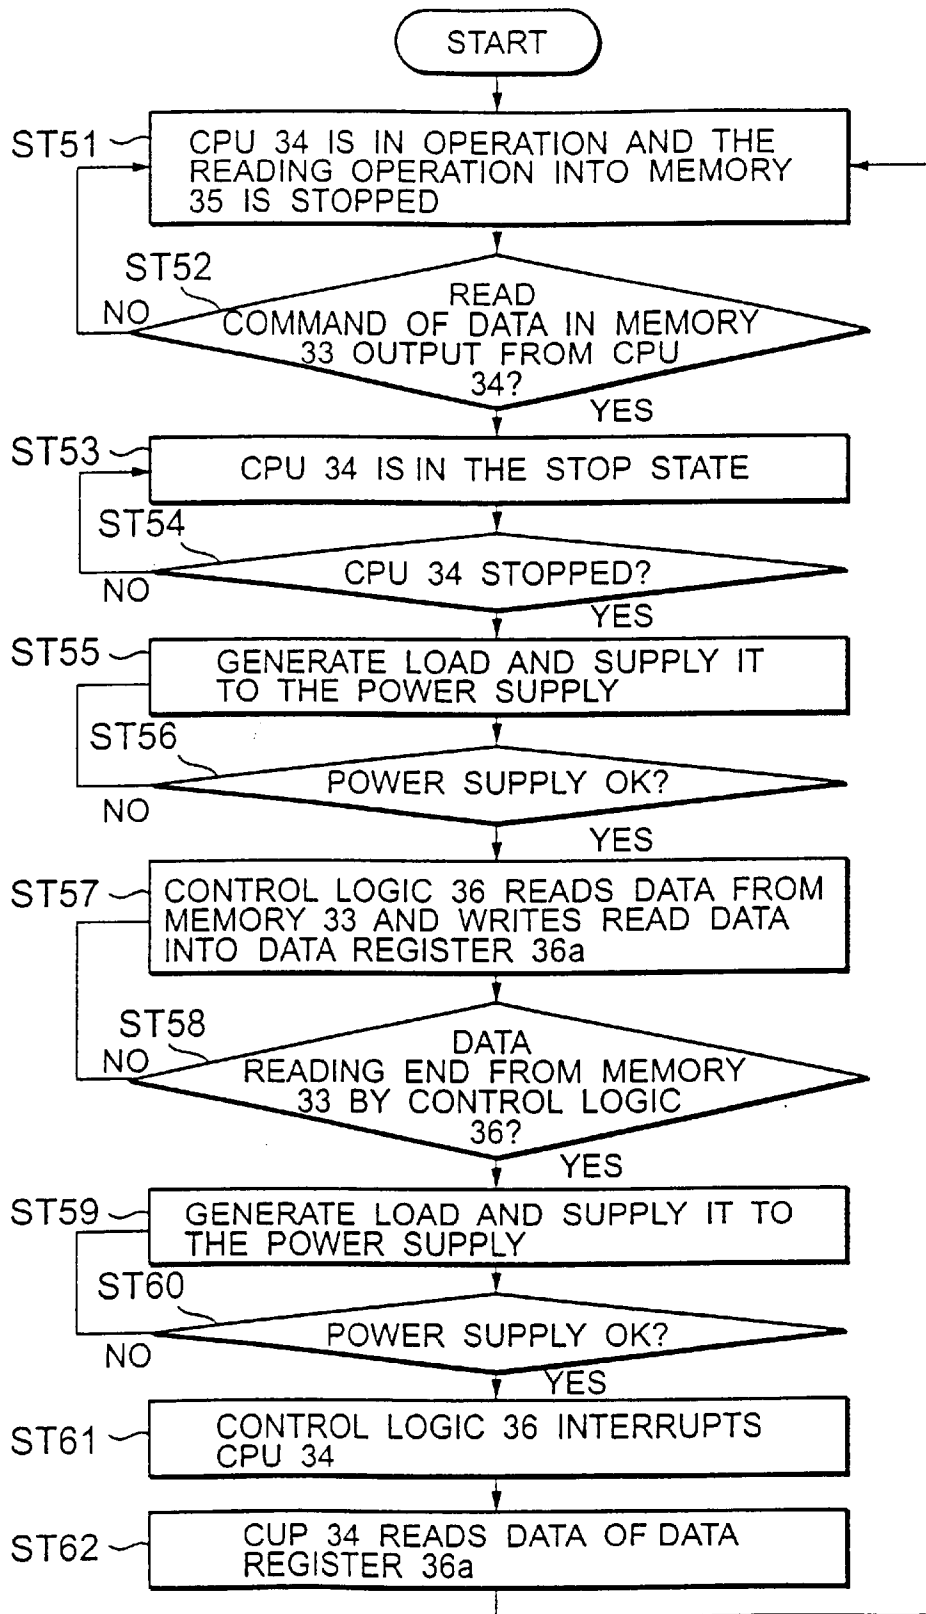 START
ST51
CPU 34 IS IN OPERATION AND THE
READING OPERATION INTO MEMORY
35 IS STOPPED
ST52
NO
READ
COMMAND OF DATA IN MEMORY
33 OUTPUT FROM CPU
34?
YES
ST53
CPU 34 IS IN THE STOP STATE
ST54
NO
CPU 34 STOPPED?
YES
ST55
GENERATE LOAD AND SUPPLY IT
TO THE POWER SUPPLY
ST56
NO
POWER SUPPLY OK?
YES
ST57
CONTROL LOGIC 36 READS DATA FROM
MEMORY 33 AND WRITES READ DATA
INTO DATA REGISTER 36a
ST58
NO
DATA
READING END FROM MEMORY
33 BY CONTROL LOGIC
36?
YES
ST59
GENERATE LOAD AND SUPPLY IT TO
THE POWER SUPPLY
ST60
NO
POWER SUPPLY OK?
YES
ST61
CONTROL LOGIC 36 INTERRUPTS
CPU 34
ST62
CUP 34 READS DATA OF DATA
REGISTER 36a